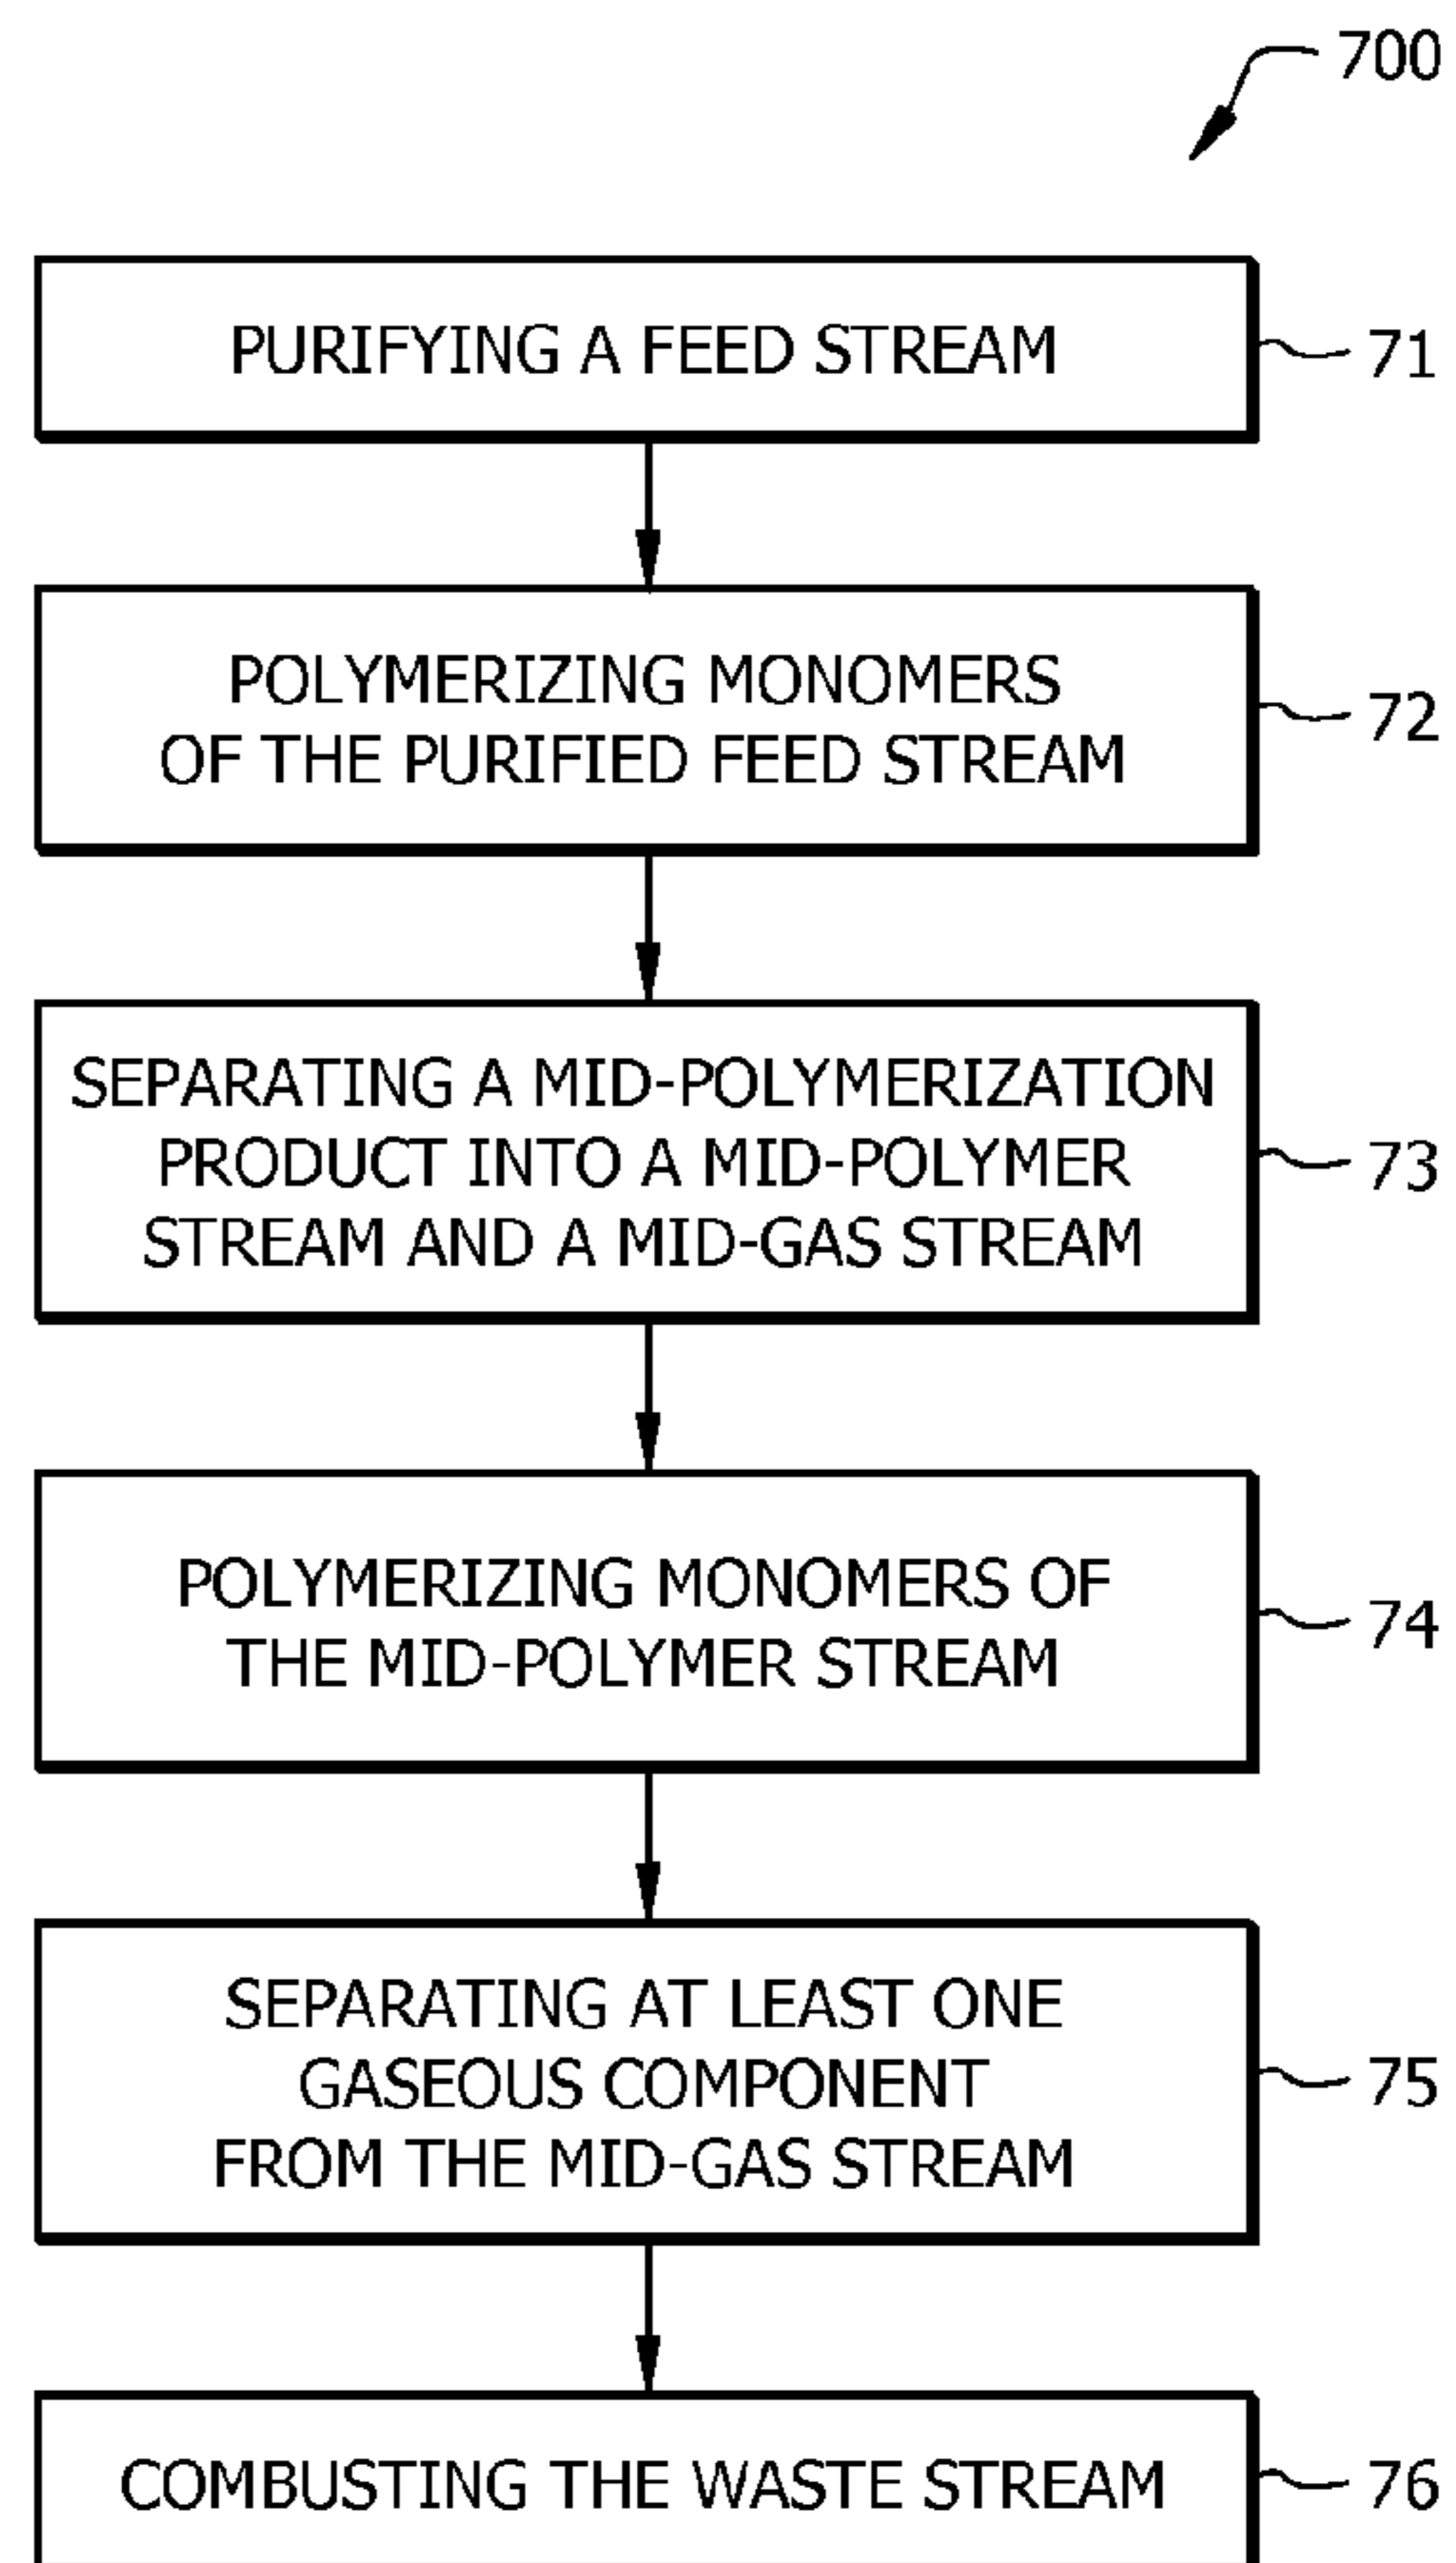 700
PURIFYING A FEED STREAM
71
POLYMERIZING MONOMERS
OF THE PURIFIED FEED STREAM
72
SEPARATING A MID-POLYMERIZATION
PRODUCT INTO A MID-POLYMER
STREAM AND A MID-GAS STREAM
73
POLYMERIZING MONOMERS OF
THE MID-POLYMER STREAM
74
SEPARATING AT LEAST ONE
GASEOUS COMPONENT
FROM THE MID-GAS STREAM
75
COMBUSTING THE WASTE STREAM
76